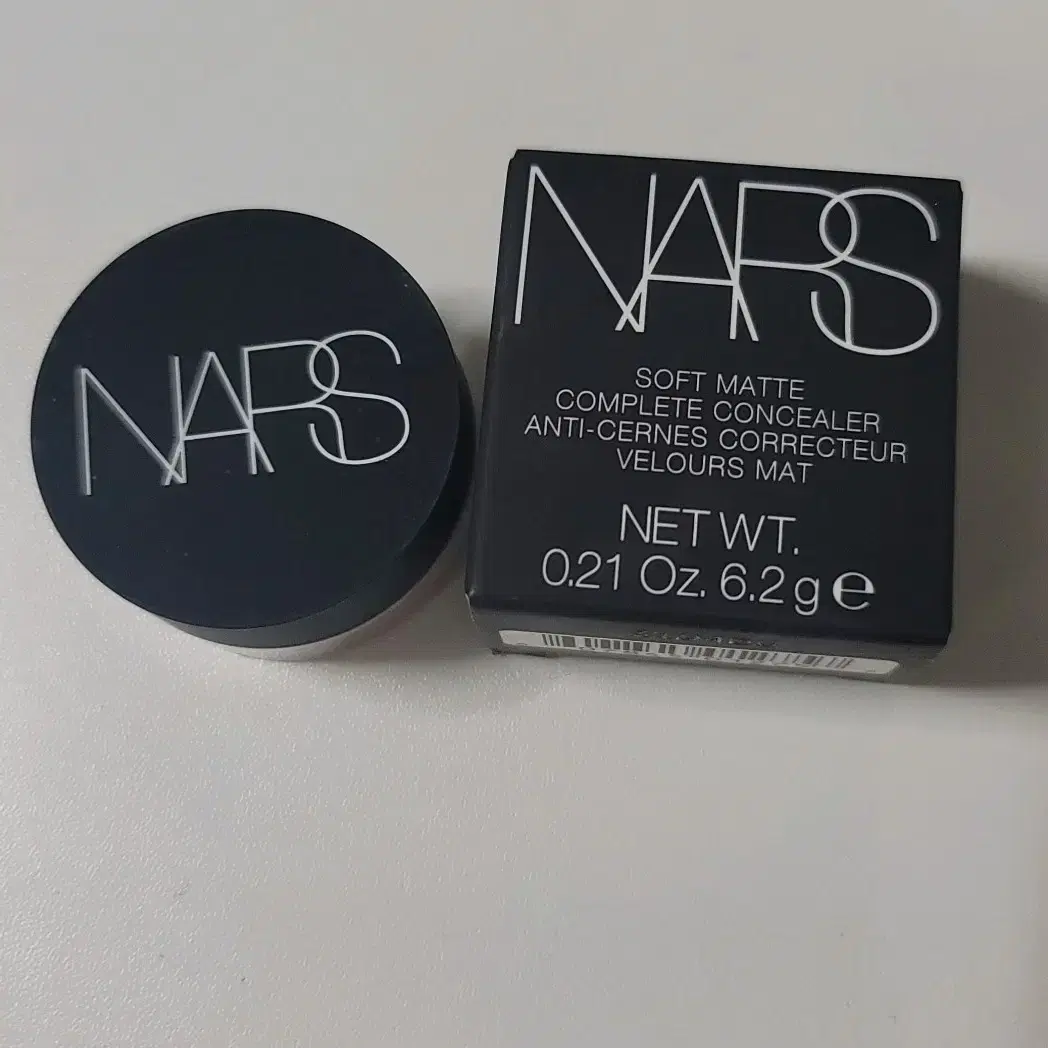 NARS
NARS
SOFT MATTE
COMPLETE CONCEALER
ANTI-CERNES CORRECTEUR
VELOURS MAT
NET WT.
0.21 Oz. 6.2 g e